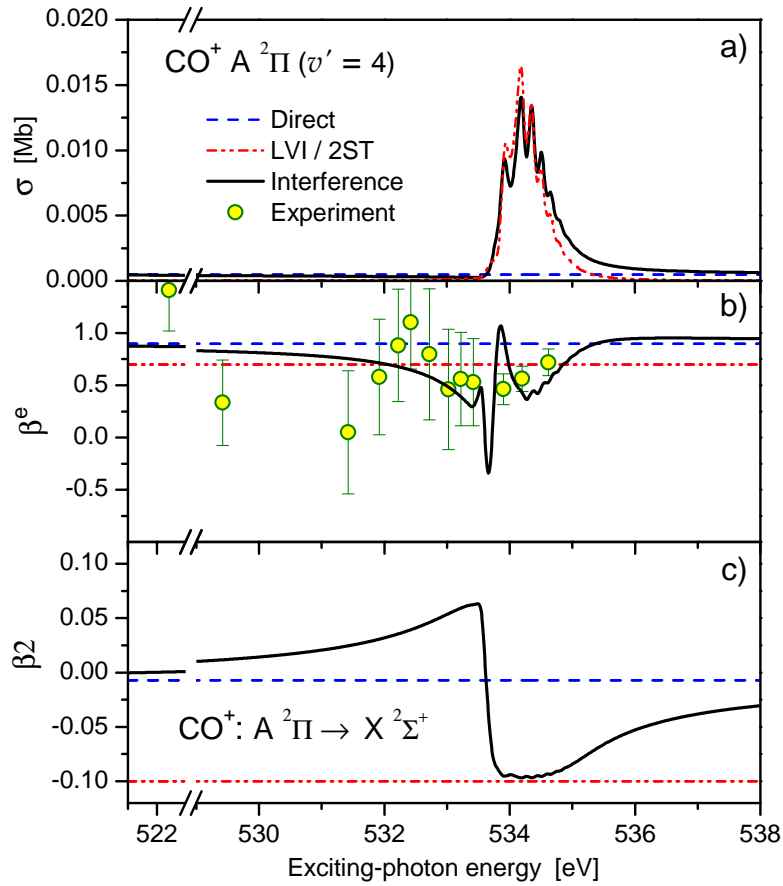 0.020
0.015
0.010
0.005
0.000
σ [Mb]
a)
CO⁺ A ²Π (v′ = 4)
Direct
LVI / 2ST
Interference
Experiment
1.0
0.5
0.0
-0.5
βᵉ
b)
0.10
0.05
0.00
-0.05
-0.10
β2
c)
CO⁺: A ²Π → X ²Σ⁺
522 530 532 534 536 538
Exciting-photon energy [eV]